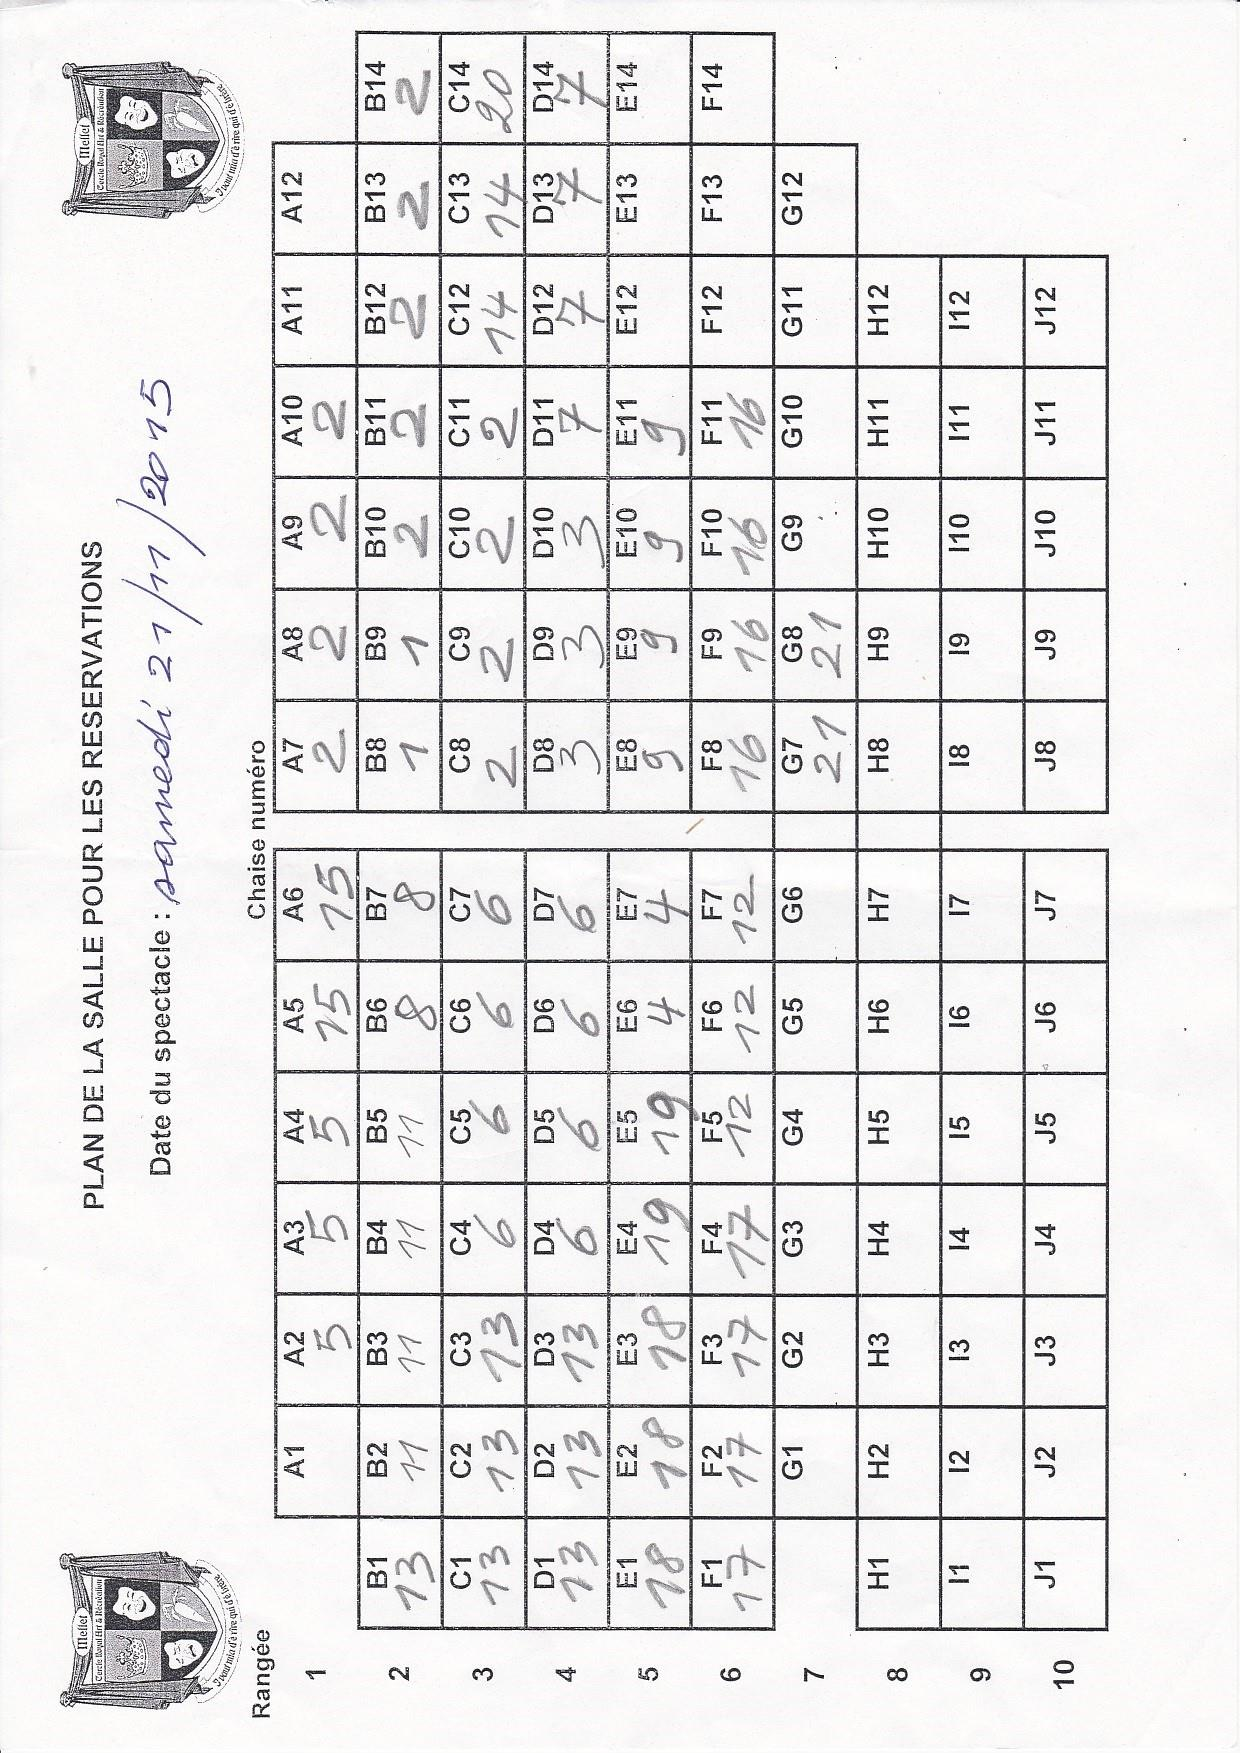 PLAN DE LA SALLE POUR LES RESERVATIONS
Date du spectacle : samedi 21/11/2015
Mellet
Cercle Royal Art & Récréation
Mellet
Cercle Royal Art & Récréation
Rangée Chaise numéro
1 A1 A2 5 A3 5 A4 5 A5 15 A6 15 A7 2 A8 2 A9 2 A10 2 A11 A12
2 B1 13 B2 11 B3 11 B4 11 B5 11 B6 8 B7 8 B8 1 B9 1 B10 2 B11 2 B12 2 B13 2 B14 2
3 C1 13 C2 13 C3 13 C4 6 C5 6 C6 6 C7 6 C8 2 C9 2 C10 2 C11 2 C12 14 C13 14 C14 20
4 D1 13 D2 13 D3 13 D4 6 D5 6 D6 6 D7 6 D8 3 D9 3 D10 3 D11 7 D12 7 D13 7 D14 7
5 E1 18 E2 18 E3 18 E4 19 E5 19 E6 4 E7 4 E8 9 E9 9 E10 9 E11 9 E12 E13 E14
6 F1 17 F2 17 F3 17 F4 17 F5 12 F6 12 F7 12 F8 16 F9 16 F10 16 F11 16 F12 F13 F14
7 G1 G2 G3 G4 G5 G6 G7 21 G8 21 G9 G10 G11 G12
8 H1 H2 H3 H4 H5 H6 H7 H8 H9 H10 H11 H12
9 I1 I2 I3 I4 I5 I6 I7 I8 I9 I10 I11 I12
10 J1 J2 J3 J4 J5 J6 J7 J8 J9 J10 J11 J12